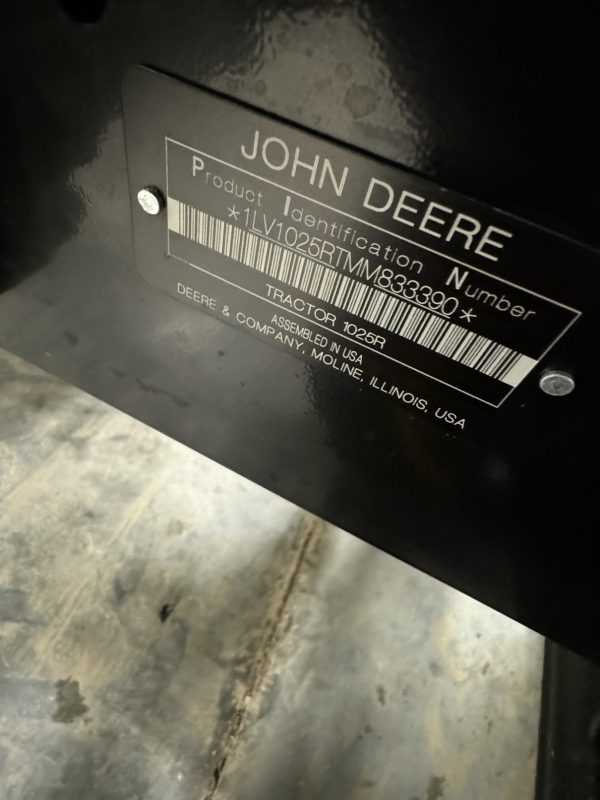 JOHN DEERE
Product Identification Number
*1LV1025RTMM833390*
TRACTOR 1025R
ASSEMBLED IN USA
DEERE & COMPANY, MOLINE, ILLINOIS, USA